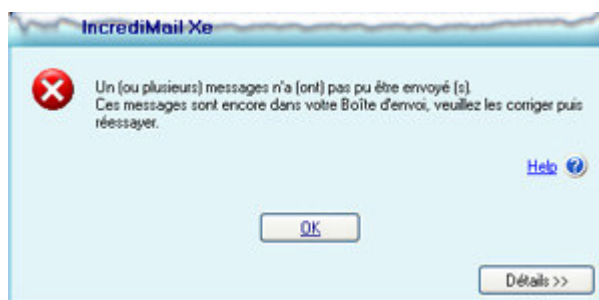 IncrediMail Xe
Un (ou plusieurs) messages n'a (ont) pas pu être envoyé (s).
Ces messages sont encore dans votre Boîte d'envoi, veuillez les corriger puis
réessayer.
Help
OK
Détails >>